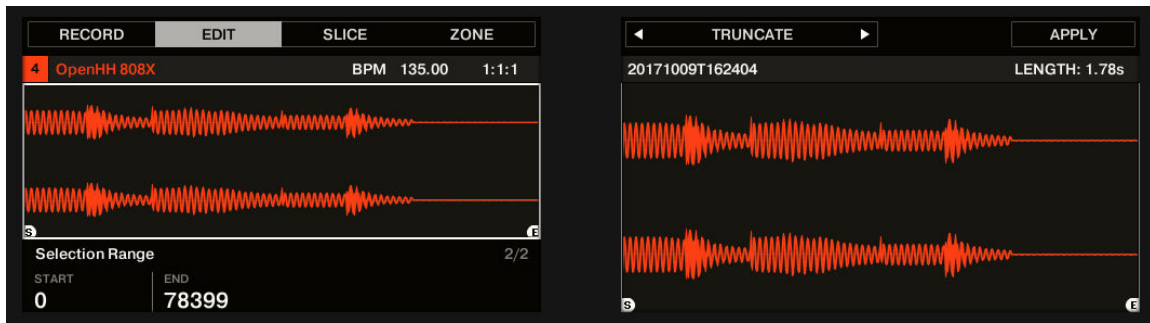 RECORD EDIT SLICE ZONE
4 OpenHH 808X BPM 135.00 1:1:1
S E
Selection Range 2/2
START END
0 78399
TRUNCATE APPLY
20171009T162404 LENGTH: 1.78s
S E